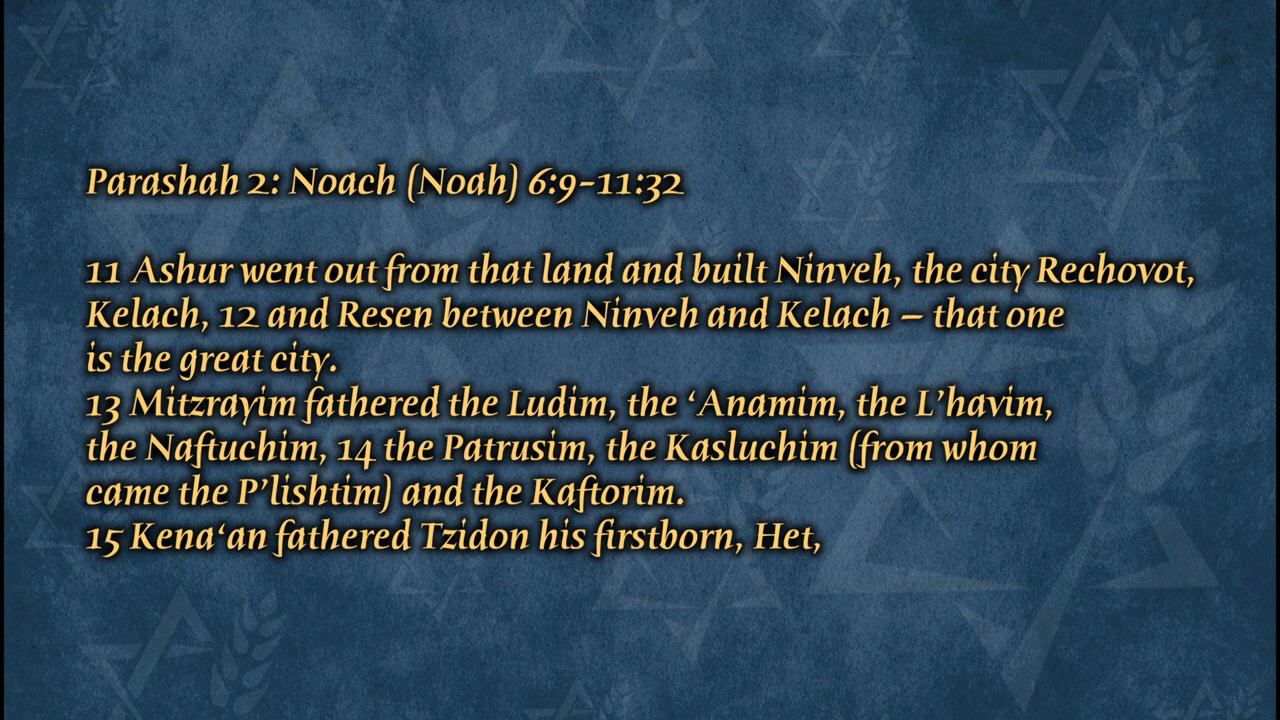 Parashah 2: Noach (Noah) 6:9-11:32
11 Ashur went out from that land and built Ninveh, the city Rechovot,
Kelach, 12 and Resen between Ninveh and Kelach – that one
is the great city.
13 Mitzrayim fathered the Ludim, the ‘Anamim, the L’havim,
the Naftuchim, 14 the Patrusim, the Kasluchim (from whom
came the P’lishtim) and the Kaftorim.
15 Kena‘an fathered Tzidon his firstborn, Het,